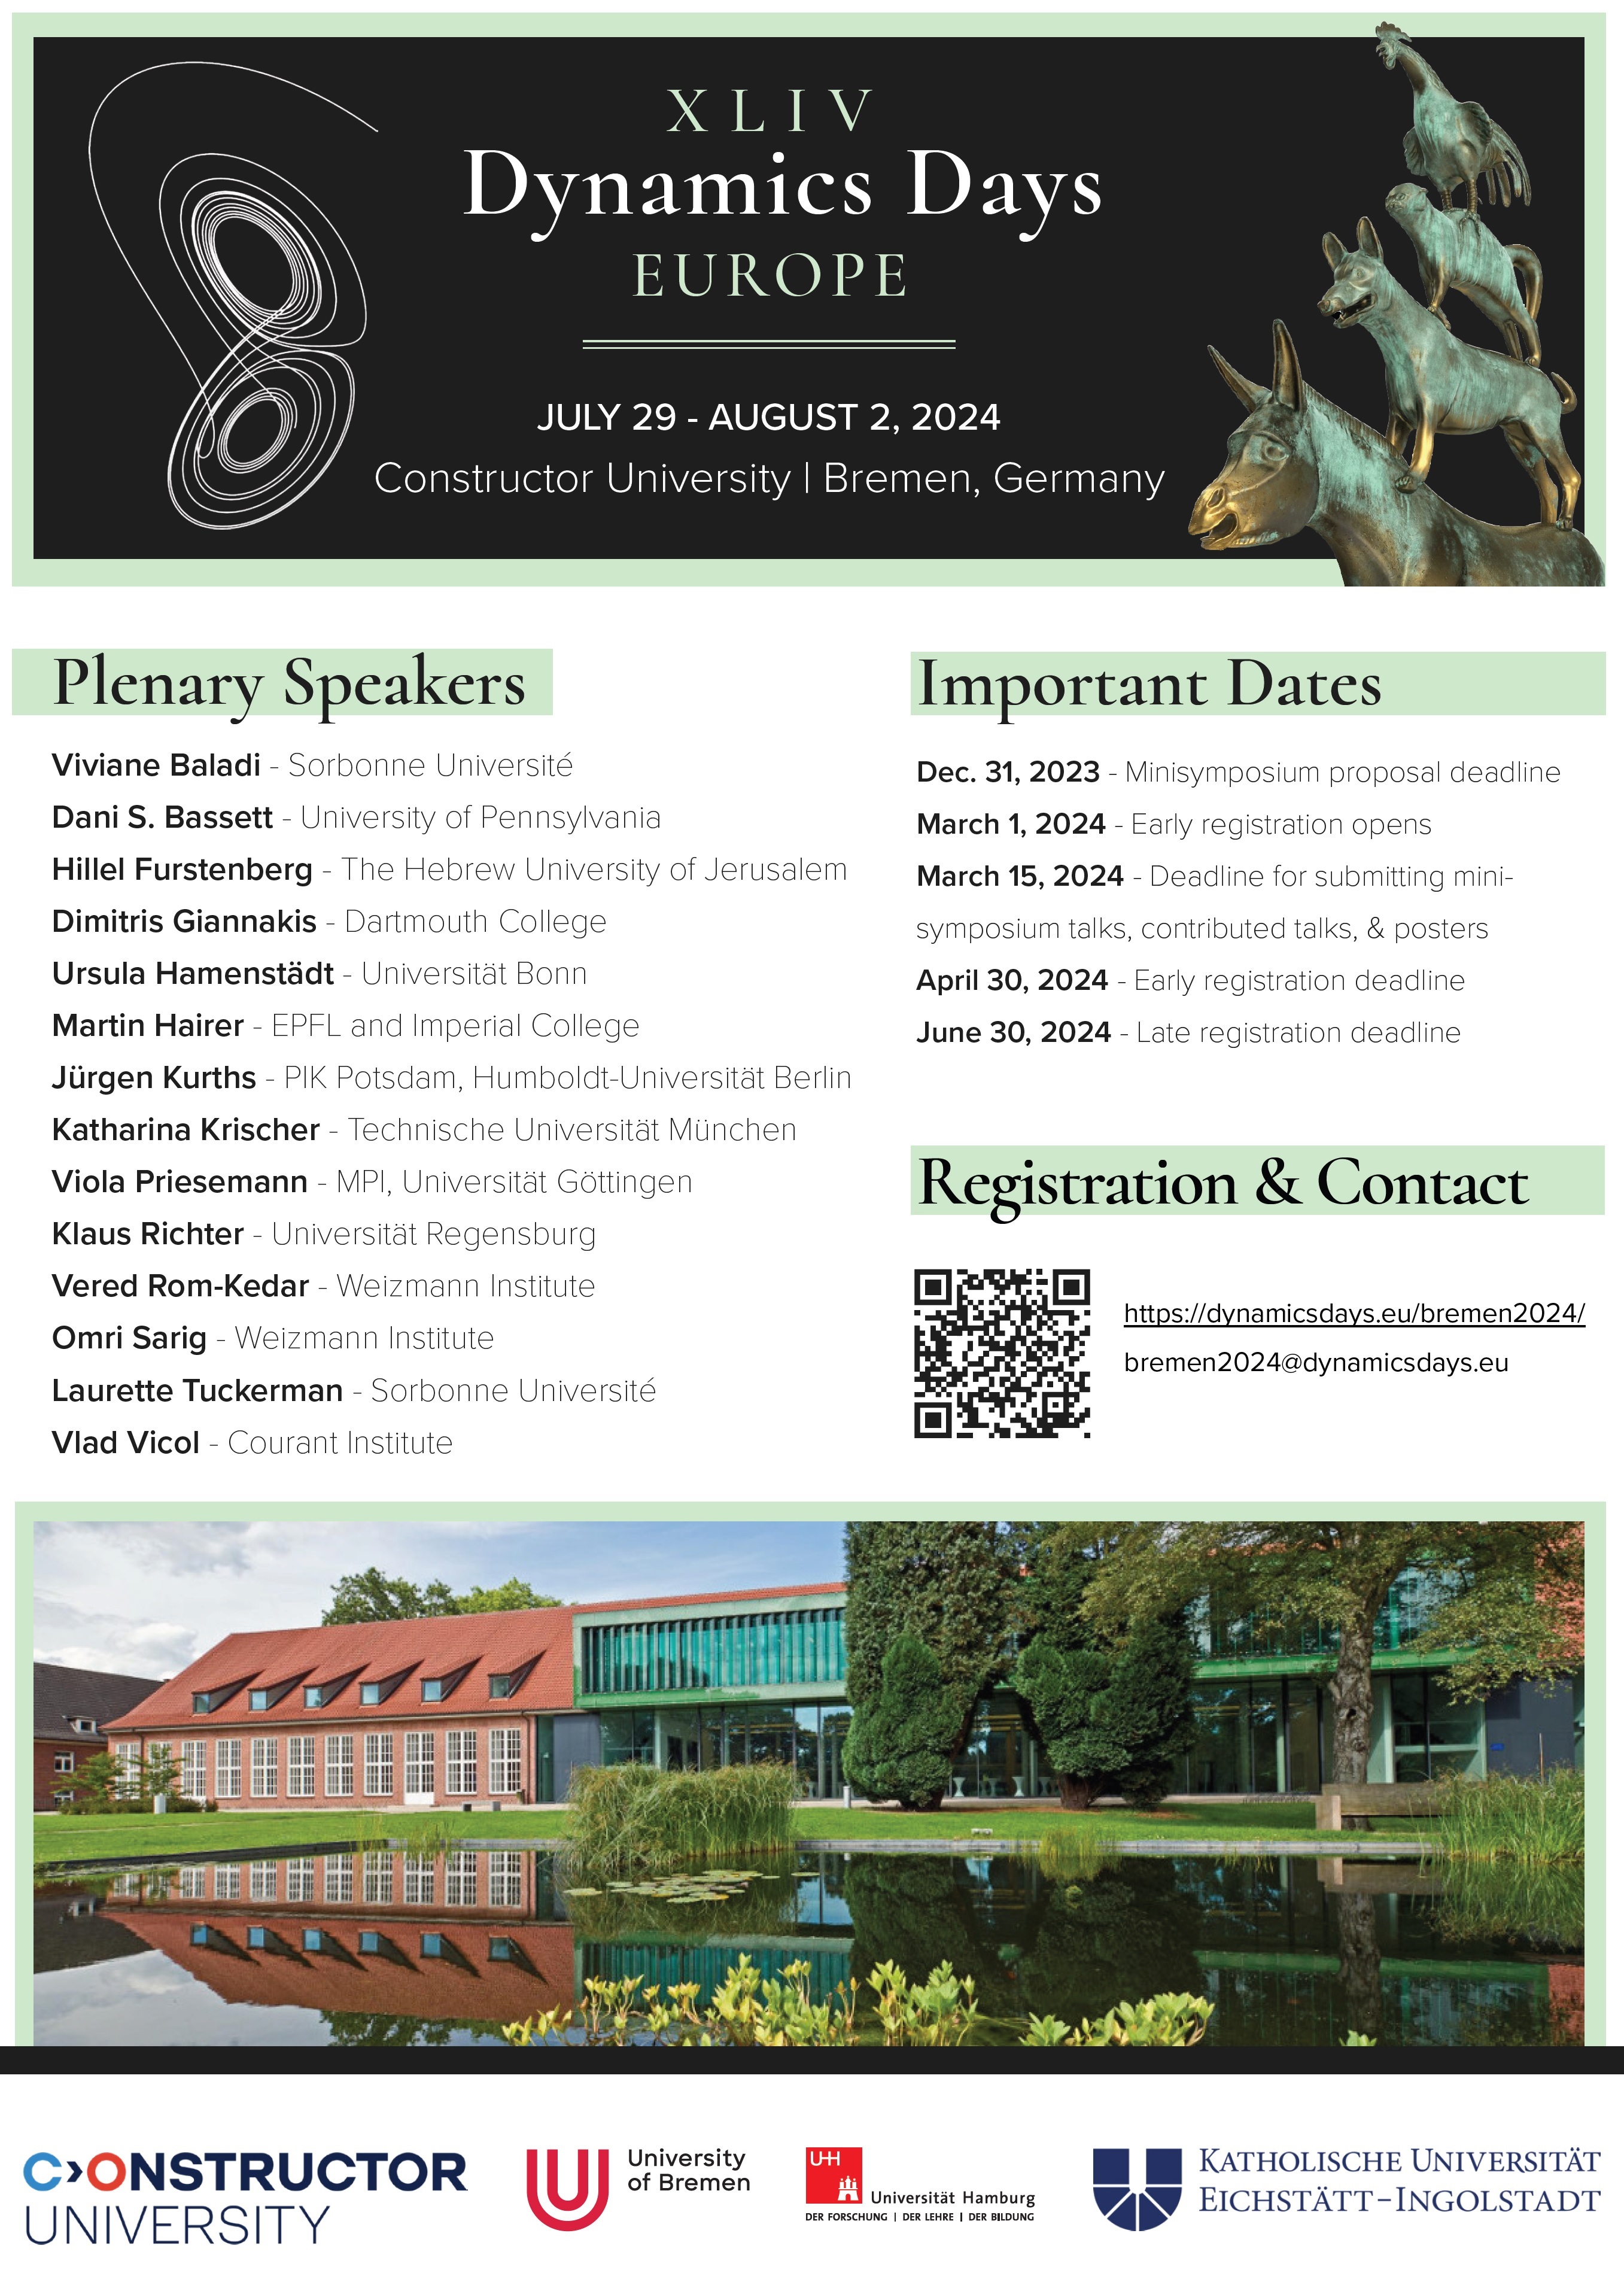 XLIV
Dynamics Days
EUROPE
JULY 29 - AUGUST 2, 2024
Constructor University | Bremen, Germany
Plenary Speakers
Viviane Baladi - Sorbonne Université
Dani S. Bassett - University of Pennsylvania
Hillel Furstenberg - The Hebrew University of Jerusalem
Dimitris Giannakis - Dartmouth College
Ursula Hamenstädt - Universität Bonn
Martin Hairer - EPFL and Imperial College
Jürgen Kurths - PIK Potsdam, Humboldt-Universität Berlin
Katharina Krischer - Technische Universität München
Viola Priesemann - MPI, Universität Göttingen
Klaus Richter - Universität Regensburg
Vered Rom-Kedar - Weizmann Institute
Omri Sarig - Weizmann Institute
Laurette Tuckerman - Sorbonne Université
Vlad Vicol - Courant Institute
Important Dates
Dec. 31, 2023 - Minisymposium proposal deadline
March 1, 2024 - Early registration opens
March 15, 2024 - Deadline for submitting mini-
symposium talks, contributed talks, & posters
April 30, 2024 - Early registration deadline
June 30, 2024 - Late registration deadline
Registration & Contact
https://dynamicsdays.eu/bremen2024/
bremen2024@dynamicsdays.eu
C›ONSTRUCTOR
UNIVERSITY
University
of Bremen
UHH
Universität Hamburg
DER FORSCHUNG | DER LEHRE | DER BILDUNG
KATHOLISCHE UNIVERSITÄT
EICHSTÄTT-INGOLSTADT